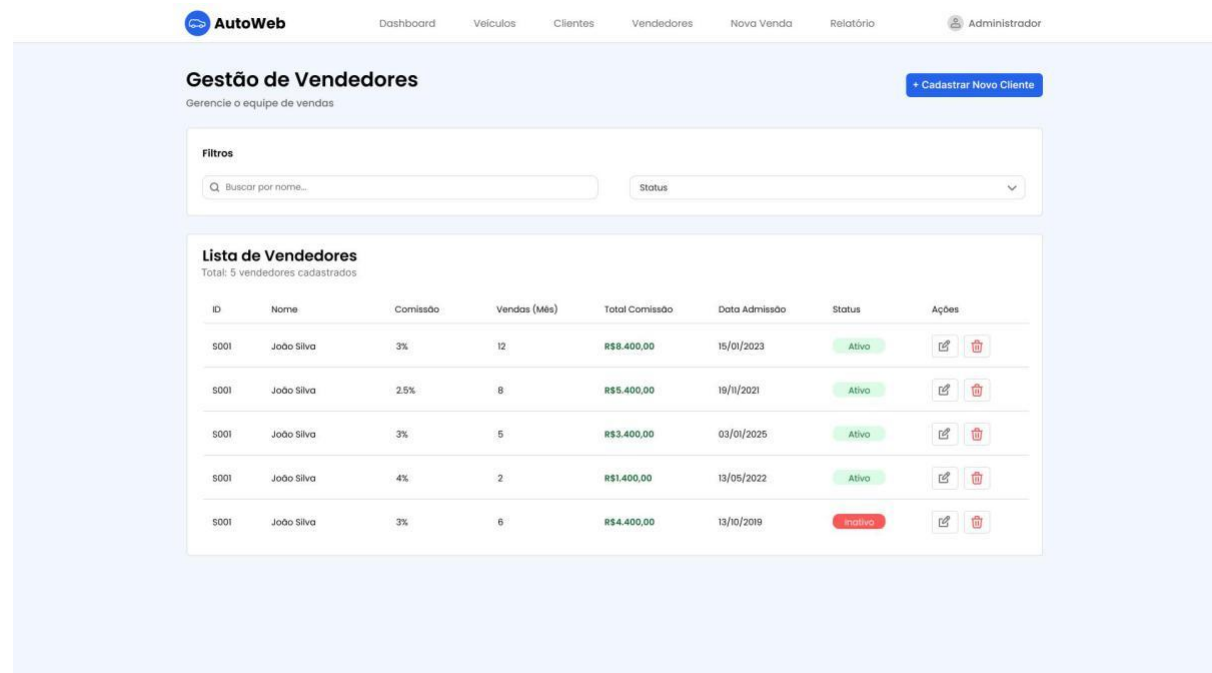 AutoWeb Dashboard Veículos Clientes Vendedores Nova Venda Relatório Administrador
Gestão de Vendedores
+ Cadastrar Novo Cliente
Gerencie o equipe de vendas
Filtros
Buscar por nome... Status
Lista de Vendedores
Total: 5 vendedores cadastrados
ID Nome Comissão Vendas (Mês) Total Comissão Data Admissão Status Ações
S001 João Silva 3% 12 R$8.400,00 15/01/2023 Ativo
S001 João Silva 2.5% 8 R$5.400,00 19/11/2021 Ativo
S001 João Silva 3% 5 R$3.400,00 03/01/2025 Ativo
S001 João Silva 4% 2 R$1.400,00 13/05/2022 Ativo
S001 João Silva 3% 6 R$4.400,00 13/10/2019 Inativo